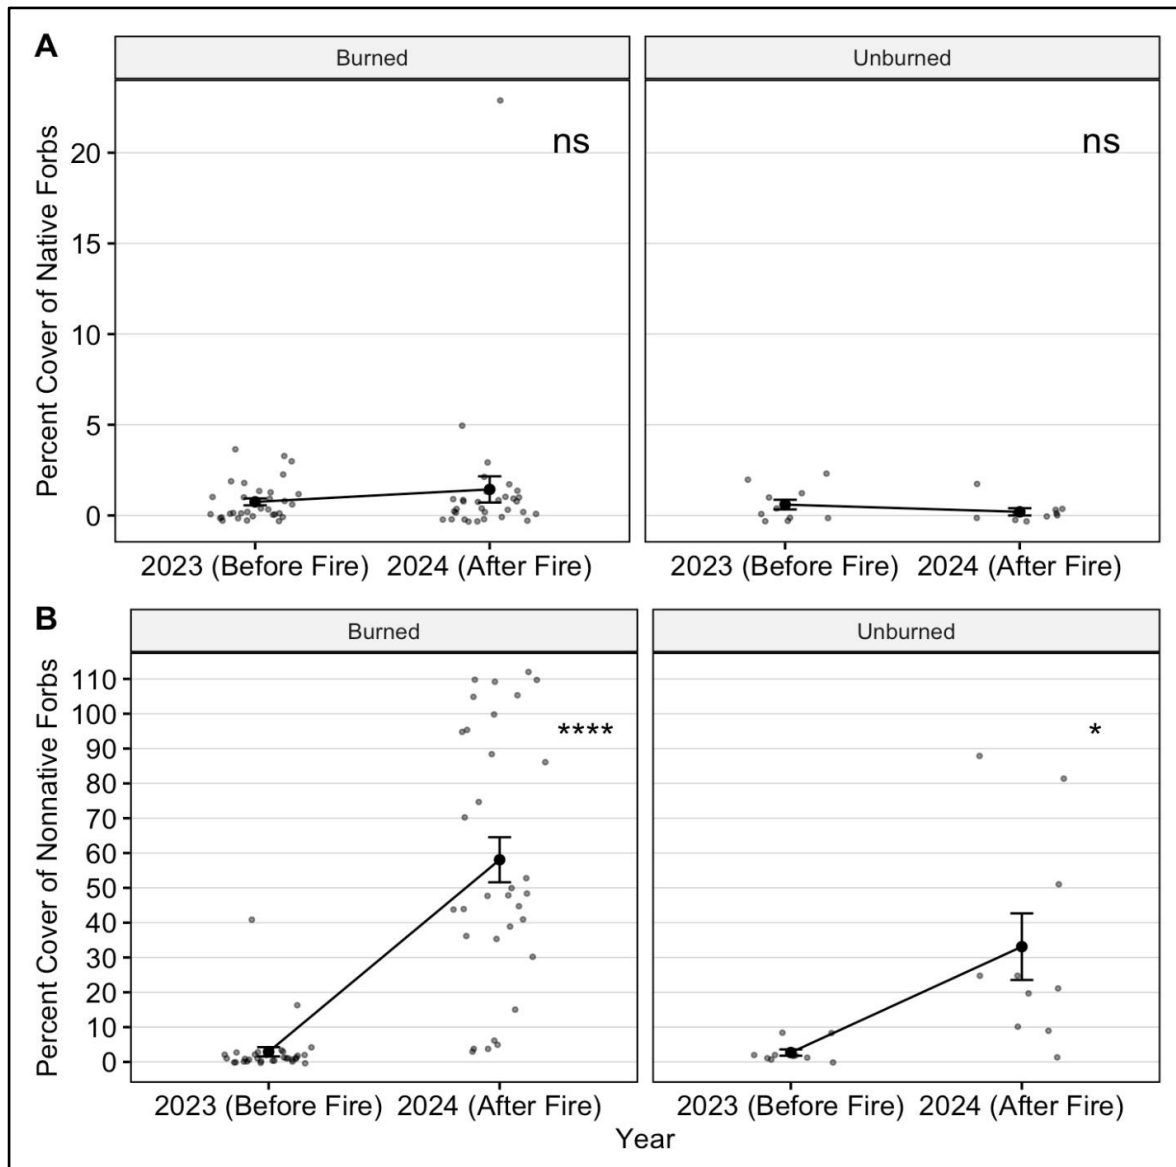 A
Burned
Unburned
Percent Cover of Native Forbs
20
15
10
5
0
ns
ns
2023 (Before Fire)
2024 (After Fire)
2023 (Before Fire)
2024 (After Fire)
B
Burned
Unburned
Percent Cover of Nonnative Forbs
110
100
90
80
70
60
50
40
30
20
10
0
****
*
2023 (Before Fire)
2024 (After Fire)
2023 (Before Fire)
2024 (After Fire)
Year